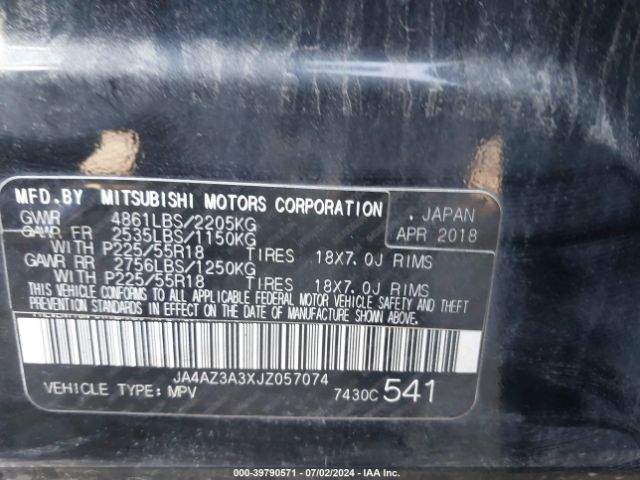 MFD.BY MITSUBISHI MOTORS CORPORATION
GWR 4861LBS/2205KG . JAPAN
GAWR FR 2535LBS/1150KG APR 2018
WITH P225/55R18 TIRES 18X7.0J RIMS
GAWR RR 2756LBS/1250KG
WITH P225/55R18 TIRES 18X7.0J RIMS
THIS VEHICLE CONFORMS TO ALL APPLICABLE FEDERAL MOTOR VEHICLE SAFETY AND THEFT
PREVENTION STANDARDS IN EFFECT ON THE DATE OF MANUFACTURE SHOWN ABOVE.
JA4AZ3A3XJZ057074
VEHICLE TYPE: MPV 7430C 541
000-39790571 - 07/02/2024 - IAA Inc.